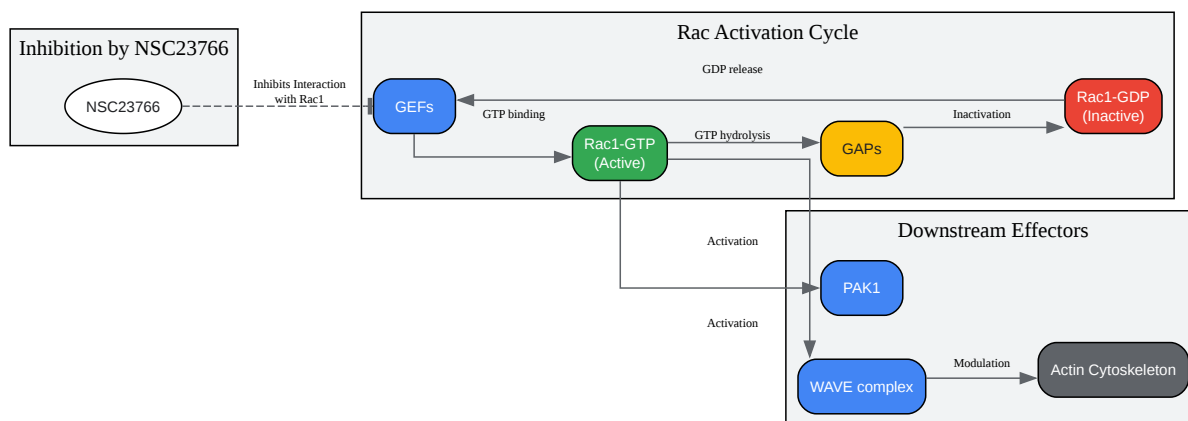 Inhibition by NSC23766
NSC23766
Inhibits Interaction
with Rac1
Rac Activation Cycle
GDP release
GEFs
GTP binding
Rac1-GTP
(Active)
GTP hydrolysis
GAPs
Inactivation
Rac1-GDP
(Inactive)
Downstream Effectors
Activation
PAK1
Activation
WAVE complex
Modulation
Actin Cytoskeleton